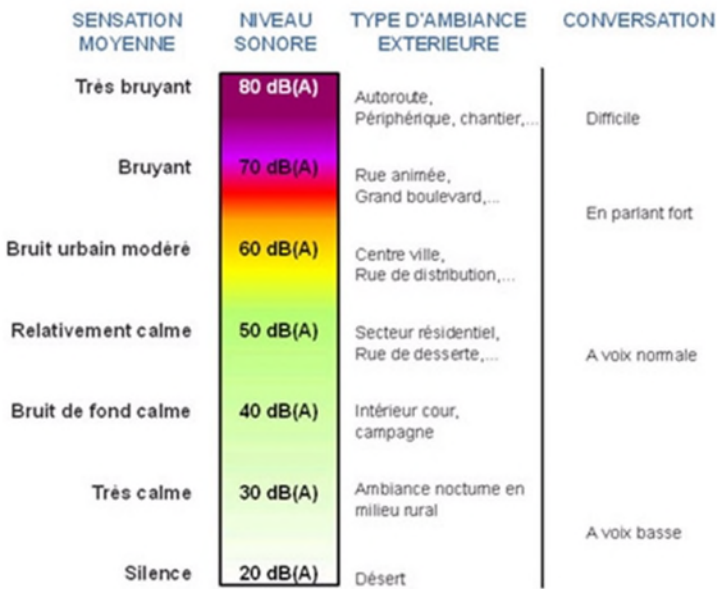 SENSATION MOYENNE
NIVEAU SONORE
TYPE D'AMBIANCE EXTERIEURE
CONVERSATION
Très bruyant
80 dB(A)
Autoroute,
Périphérique, chantier,...
Difficile
Bruyant
70 dB(A)
Rue animée,
Grand boulevard,...
En parlant fort
Bruit urbain modéré
60 dB(A)
Centre ville,
Rue de distribution,...
Relativement calme
50 dB(A)
Secteur résidentiel,
Rue de desserte,...
A voix normale
Bruit de fond calme
40 dB(A)
Intérieur cour,
campagne
Très calme
30 dB(A)
Ambiance nocturne en
milieu rural
A voix basse
Silence
20 dB(A)
Désert